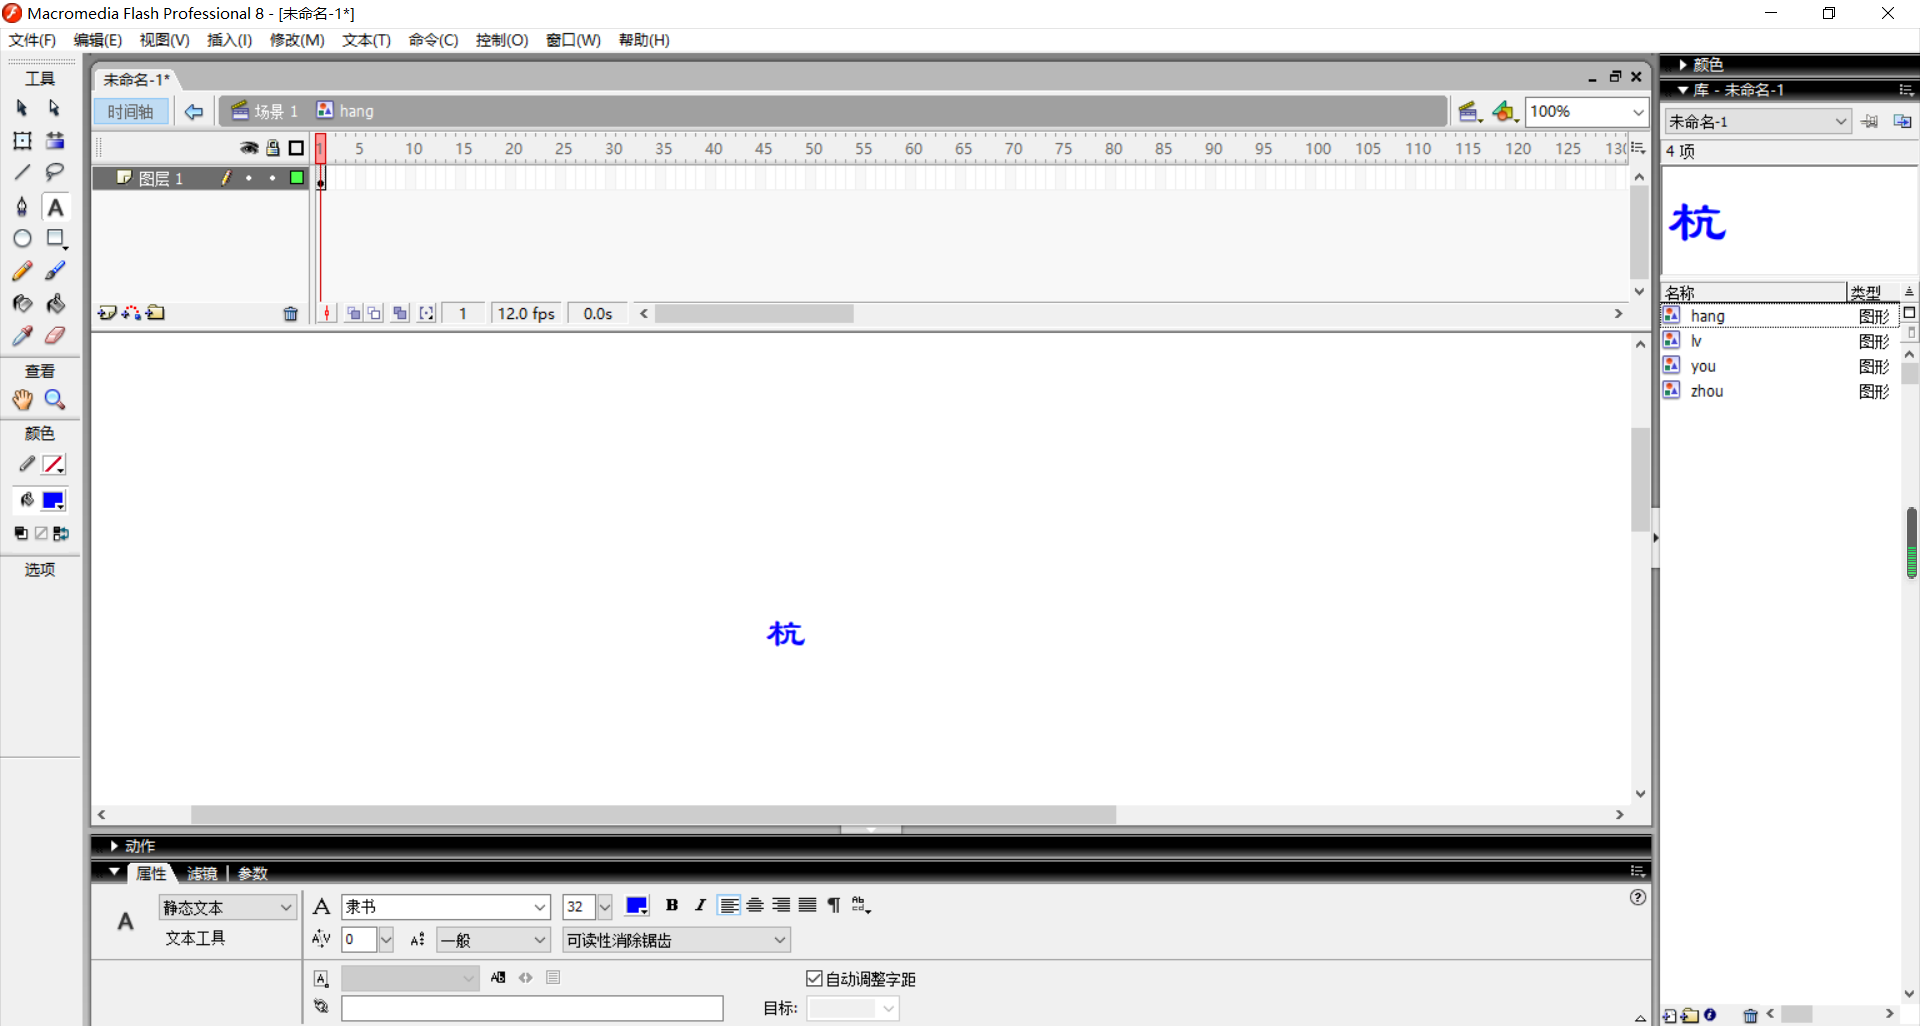 Macromedia Flash Professional 8 - [未命名-1*]
文件(F) 编辑(E) 视图(V) 插入(I) 修改(M) 文本(T) 命令(C) 控制(O) 窗口(W) 帮助(H)
工具
未命名-1*
时间轴 场景 1 hang 100%
1 5 10 15 20 25 30 35 40 45 50 55 60 65 70 75 80 85 90 95 100 105 110 115 120 125 130
图层 1
1 12.0 fps 0.0s
查看
颜色
选项
杭
动作
属性 滤镜 参数
A 静态文本 A 隶书 32 B I
文本工具 A|V 0 一般 可读性消除锯齿
自动调整字距
目标:
颜色
库 - 未命名-1
未命名-1
4 项
杭
名称 类型
hang 图形
lv 图形
you 图形
zhou 图形